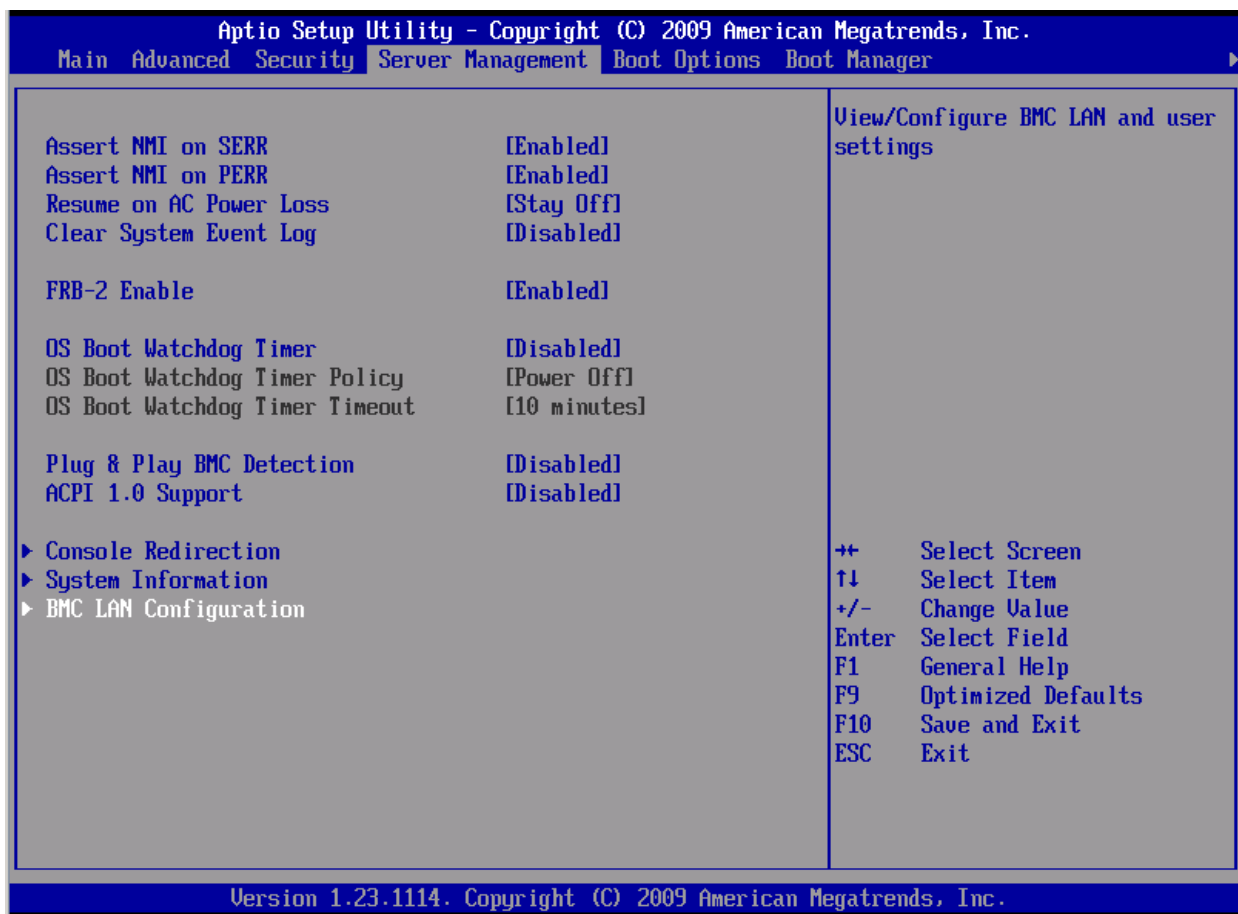 Aptio Setup Utility - Copyright (C) 2009 American Megatrends, Inc.
Main Advanced Security Server Management Boot Options Boot Manager
Assert NMI on SERR [Enabled]
Assert NMI on PERR [Enabled]
Resume on AC Power Loss [Stay Off]
Clear System Event Log [Disabled]
FRB-2 Enable [Enabled]
OS Boot Watchdog Timer [Disabled]
OS Boot Watchdog Timer Policy [Power Off]
OS Boot Watchdog Timer Timeout [10 minutes]
Plug & Play BMC Detection [Disabled]
ACPI 1.0 Support [Disabled]
Console Redirection
System Information
BMC LAN Configuration
View/Configure BMC LAN and user
settings
→← Select Screen
↑↓ Select Item
+/- Change Value
Enter Select Field
F1 General Help
F9 Optimized Defaults
F10 Save and Exit
ESC Exit
Version 1.23.1114. Copyright (C) 2009 American Megatrends, Inc.